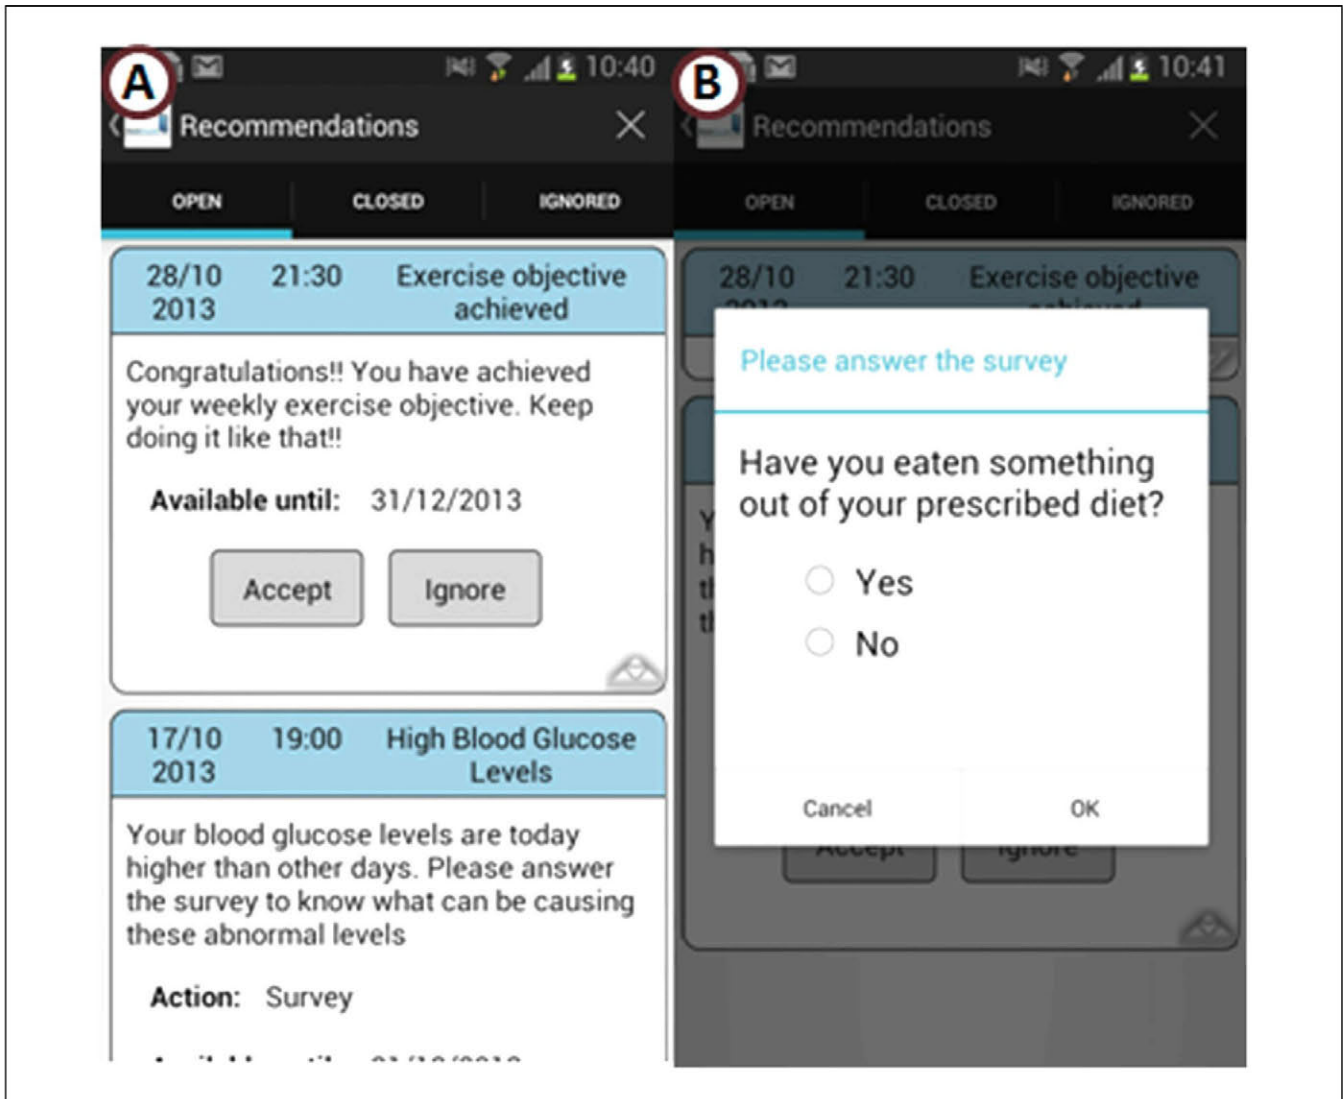 A
10:40
Recommendations
OPEN CLOSED IGNORED
28/10 21:30 Exercise objective
2013 achieved
Congratulations!! You have achieved
your weekly exercise objective. Keep
doing it like that!!
Available until: 31/12/2013
Accept Ignore
17/10 19:00 High Blood Glucose
2013 Levels
Your blood glucose levels are today
higher than other days. Please answer
the survey to know what can be causing
these abnormal levels
Action: Survey
B
10:41
Recommendations
OPEN CLOSED IGNORED
28/10 21:30 Exercise objective
Please answer the survey
Have you eaten something
out of your prescribed diet?
Yes
No
Cancel OK
Accept Ignore